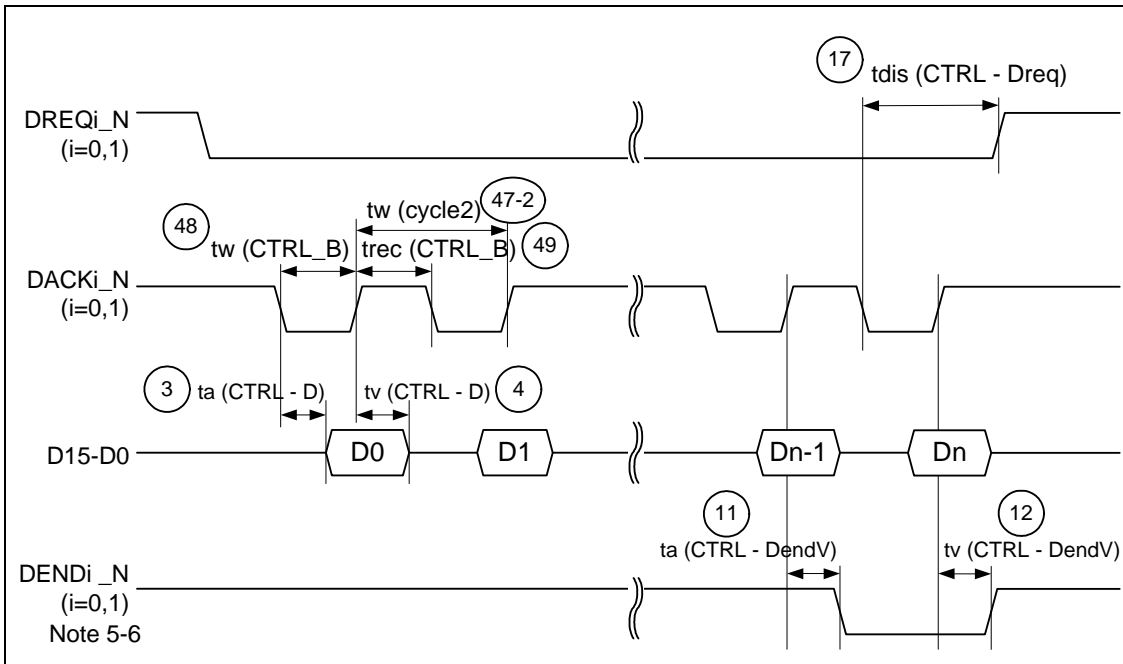 17
tdis (CTRL - Dreq)
DREQi_N
(i=0,1)
tw (cycle2)
47-2
48
tw (CTRL_B)
trec (CTRL_B)
49
DACKi_N
(i=0,1)
3
ta (CTRL - D)
tv (CTRL - D)
4
D15-D0
D0
D1
Dn-1
Dn
11
12
ta (CTRL - DendV)
tv (CTRL - DendV)
DENDi _N
(i=0,1)
Note 5-6